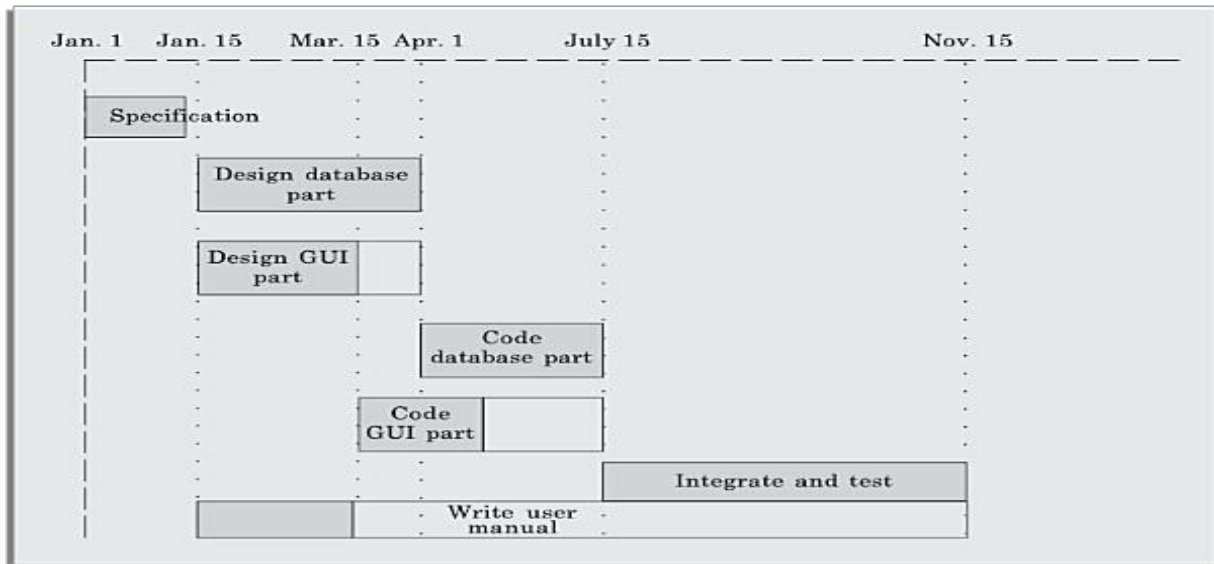 Jan. 1 Jan. 15 Mar. 15 Apr. 1 July 15 Nov. 15
Specification
Design database
part
Design GUI
part
Code
database part
Code
GUI part
Integrate and test
Write user
manual